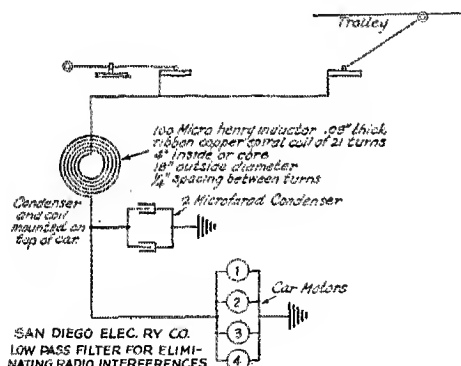 Trolley
100 Micro henry inductor .09" thick
ribbon copper spiral coil of 21 turns
4" inside or core
18" outside diameter
1/4" spacing between turns
Condenser
and coil
mounted on
top of car.
2 Microfarad Condenser
1
2
3
4
Car Motors
SAN DIEGO ELEC. RY CO.
LOW PASS FILTER FOR ELIMI-
NATING RADIO INTERFERENCES